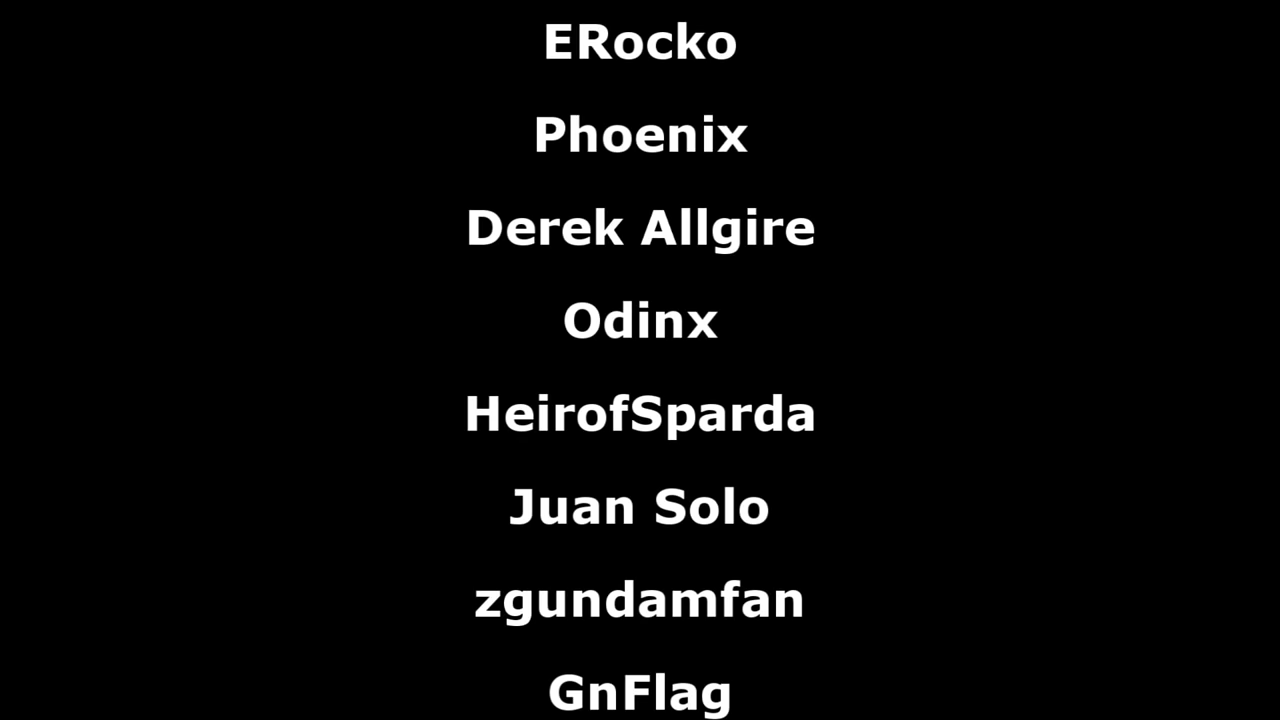 ERocko
Phoenix
Derek Allgire
Odinx
HeirofSparda
Juan Solo
zgundamfan
GnFlag